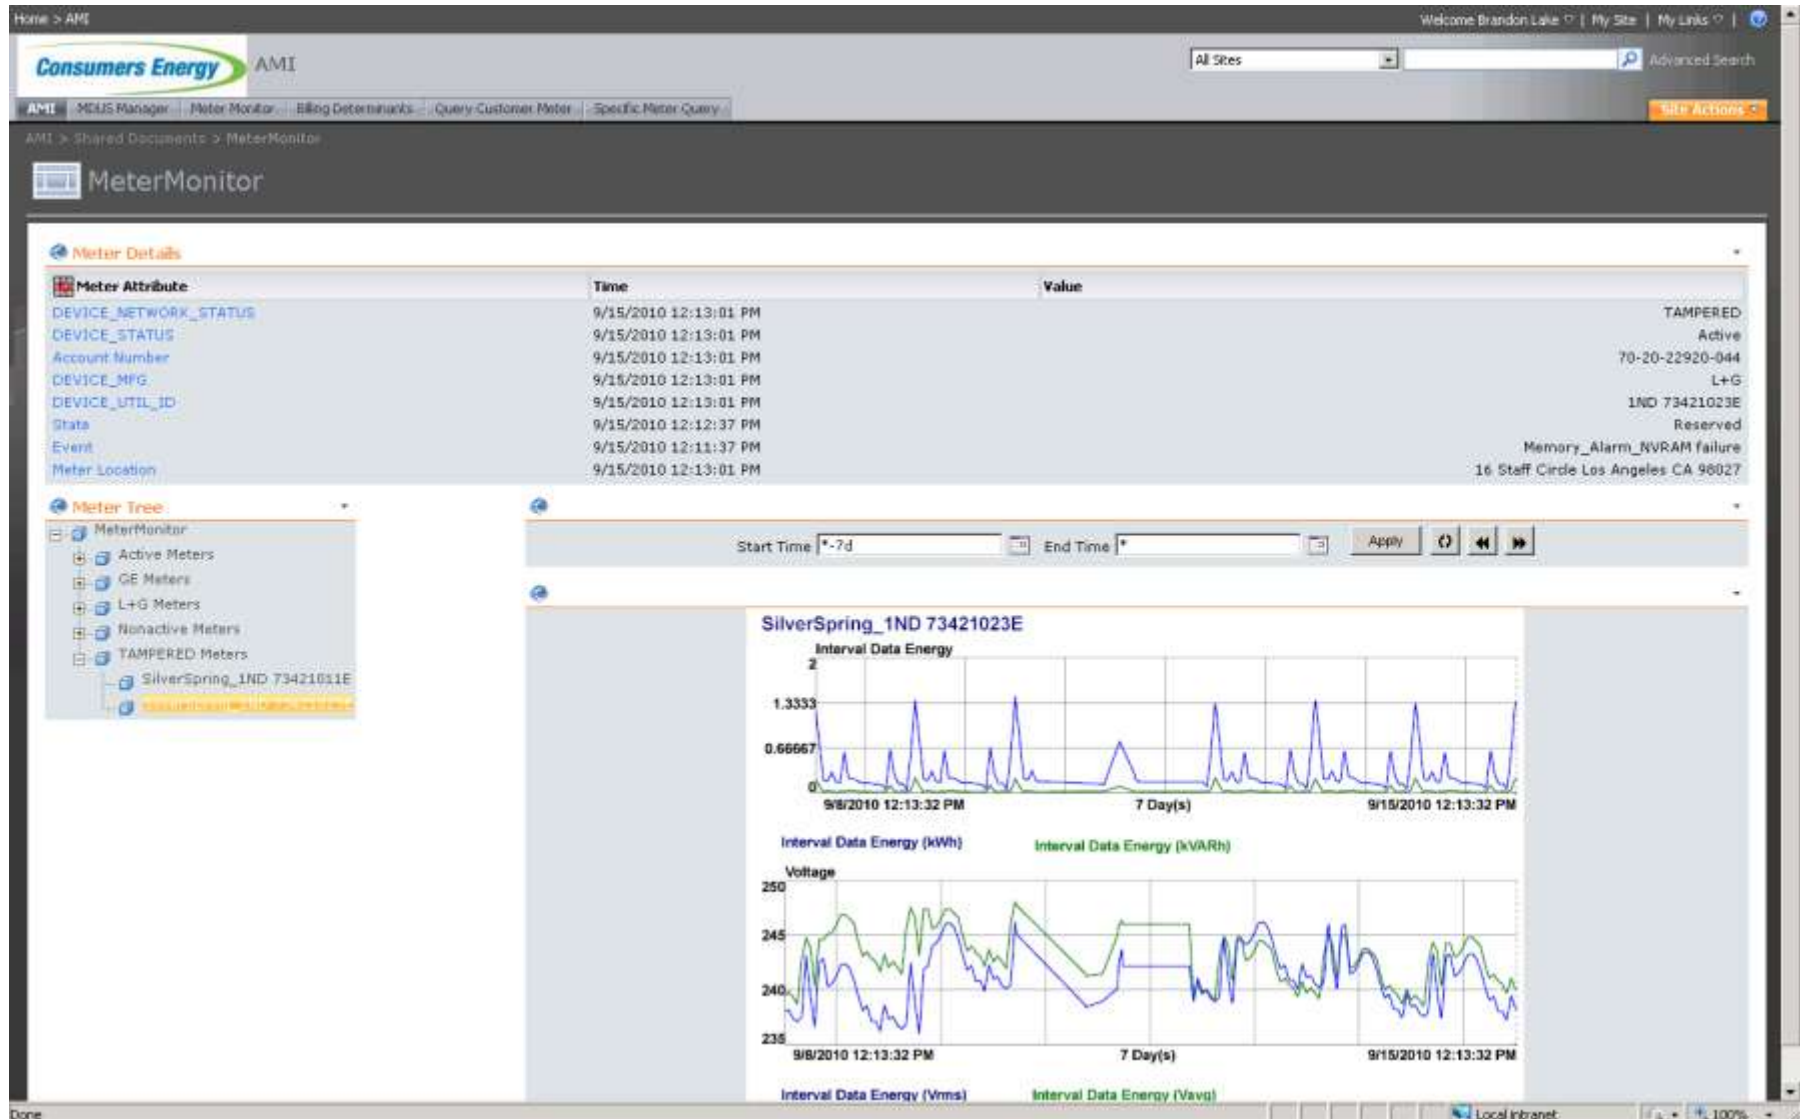 Home > AMI
Welcome Brandon Lake | My Site | My Links |
Consumers Energy
AMI
All Sites
Advanced Search
AMI MDUS Manager Meter Monitor Billing Determinants Query Customer Meter Specific Meter Query
Site Actions
AMI > Shared Documents > MeterMonitor
MeterMonitor
Meter Details
Meter Attribute Time Value
DEVICE_NETWORK_STATUS 9/15/2010 12:13:01 PM TAMPERED
DEVICE_STATUS 9/15/2010 12:13:01 PM Active
Account Number 9/15/2010 12:13:01 PM 70-20-22920-044
DEVICE_MFG 9/15/2010 12:13:01 PM L+G
DEVICE_UTIL_ID 9/15/2010 12:13:01 PM 1ND 73421023E
State 9/15/2010 12:12:37 PM Reserved
Event 9/15/2010 12:11:37 PM Memory_Alarm_NVRAM failure
Meter Location 9/15/2010 12:13:01 PM 16 Staff Circle Los Angeles CA 98027
Meter Tree
MeterMonitor
Active Meters
GE Meters
L+G Meters
Nonactive Meters
TAMPERED Meters
SilverSpring_1ND 73421011E
Start Time *-7d End Time * Apply
SilverSpring_1ND 73421023E
Interval Data Energy
2
1.3333
0.66667
0
9/8/2010 12:13:32 PM 7 Day(s) 9/15/2010 12:13:32 PM
Interval Data Energy (kWh) Interval Data Energy (kVARh)
Voltage
250
245
240
235
9/8/2010 12:13:32 PM 7 Day(s) 9/15/2010 12:13:32 PM
Interval Data Energy (Vrms) Interval Data Energy (Vavg)
Done
Local intranet
100%